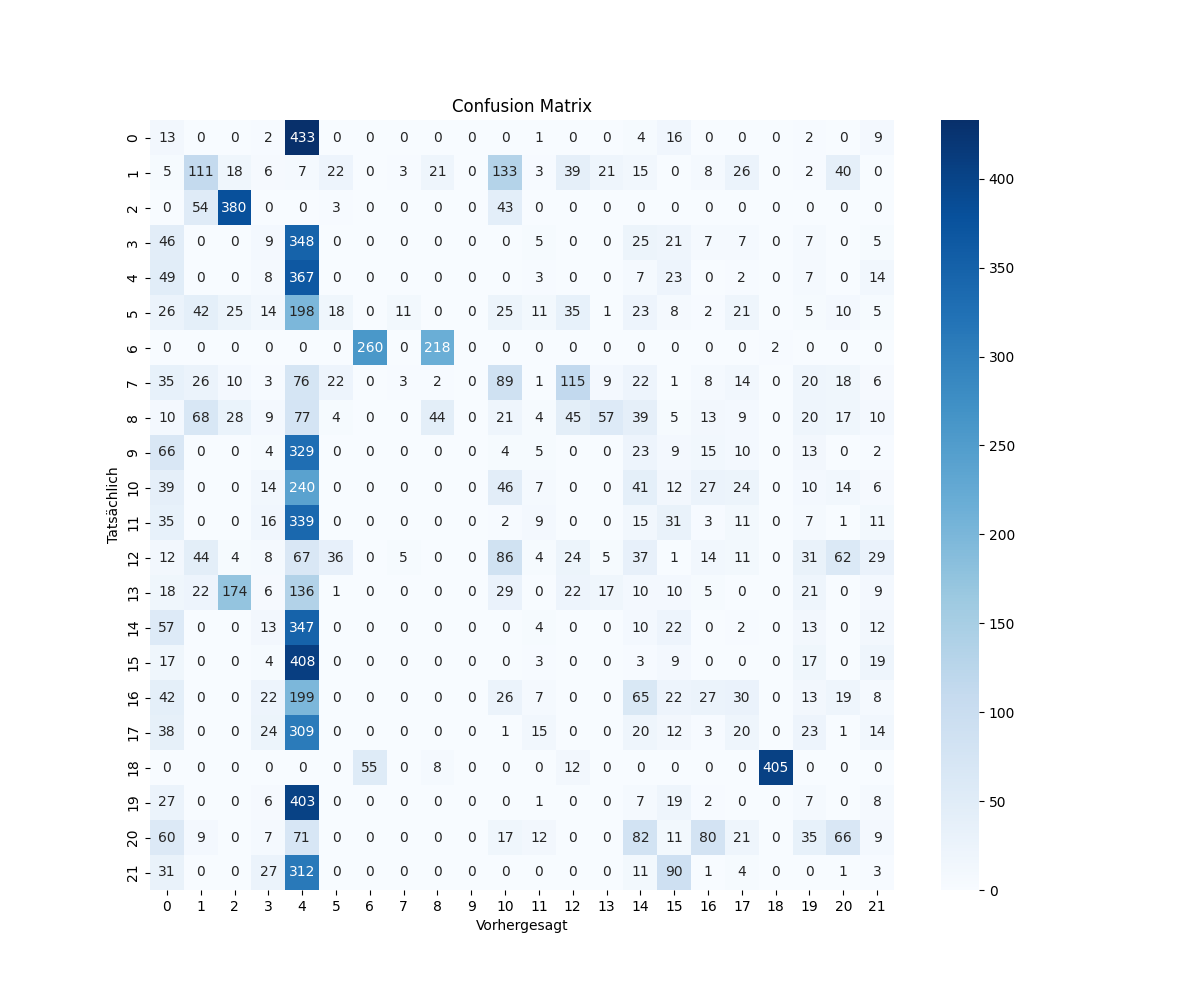 Confusion Matrix
0 13 0 0 2 433 0 0 0 0 0 0 1 0 0 4 16 0 0 0 2 0 9
1 5 111 18 6 7 22 0 3 21 0 133 3 39 21 15 0 8 26 0 2 40 0
2 0 54 380 0 0 3 0 0 0 0 43 0 0 0 0 0 0 0 0 0 0 0
3 46 0 0 9 348 0 0 0 0 0 0 5 0 0 25 21 7 7 0 7 0 5
4 49 0 0 8 367 0 0 0 0 0 0 3 0 0 7 23 0 2 0 7 0 14
5 26 42 25 14 198 18 0 11 0 0 25 11 35 1 23 8 2 21 0 5 10 5
6 0 0 0 0 0 0 260 0 218 0 0 0 0 0 0 0 0 0 2 0 0 0
7 35 26 10 3 76 22 0 3 2 0 89 1 115 9 22 1 8 14 0 20 18 6
8 10 68 28 9 77 4 0 0 44 0 21 4 45 57 39 5 13 9 0 20 17 10
9 66 0 0 4 329 0 0 0 0 0 4 5 0 0 23 9 15 10 0 13 0 2
10 39 0 0 14 240 0 0 0 0 0 46 7 0 0 41 12 27 24 0 10 14 6
11 35 0 0 16 339 0 0 0 0 0 2 9 0 0 15 31 3 11 0 7 1 11
12 12 44 4 8 67 36 0 5 0 0 86 4 24 5 37 1 14 11 0 31 62 29
13 18 22 174 6 136 1 0 0 0 0 29 0 22 17 10 10 5 0 0 21 0 9
14 57 0 0 13 347 0 0 0 0 0 0 4 0 0 10 22 0 2 0 13 0 12
15 17 0 0 4 408 0 0 0 0 0 0 3 0 0 3 9 0 0 0 17 0 19
16 42 0 0 22 199 0 0 0 0 0 26 7 0 0 65 22 27 30 0 13 19 8
17 38 0 0 24 309 0 0 0 0 0 1 15 0 0 20 12 3 20 0 23 1 14
18 0 0 0 0 0 0 55 0 8 0 0 0 12 0 0 0 0 0 405 0 0 0
19 27 0 0 6 403 0 0 0 0 0 0 1 0 0 7 19 2 0 0 7 0 8
20 60 9 0 7 71 0 0 0 0 0 17 12 0 0 82 11 80 21 0 35 66 9
21 31 0 0 27 312 0 0 0 0 0 0 0 0 0 11 90 1 4 0 0 1 3
0 1 2 3 4 5 6 7 8 9 10 11 12 13 14 15 16 17 18 19 20 21
Vorhergesagt
Tatsächlich
400
350
300
250
200
150
100
50
0